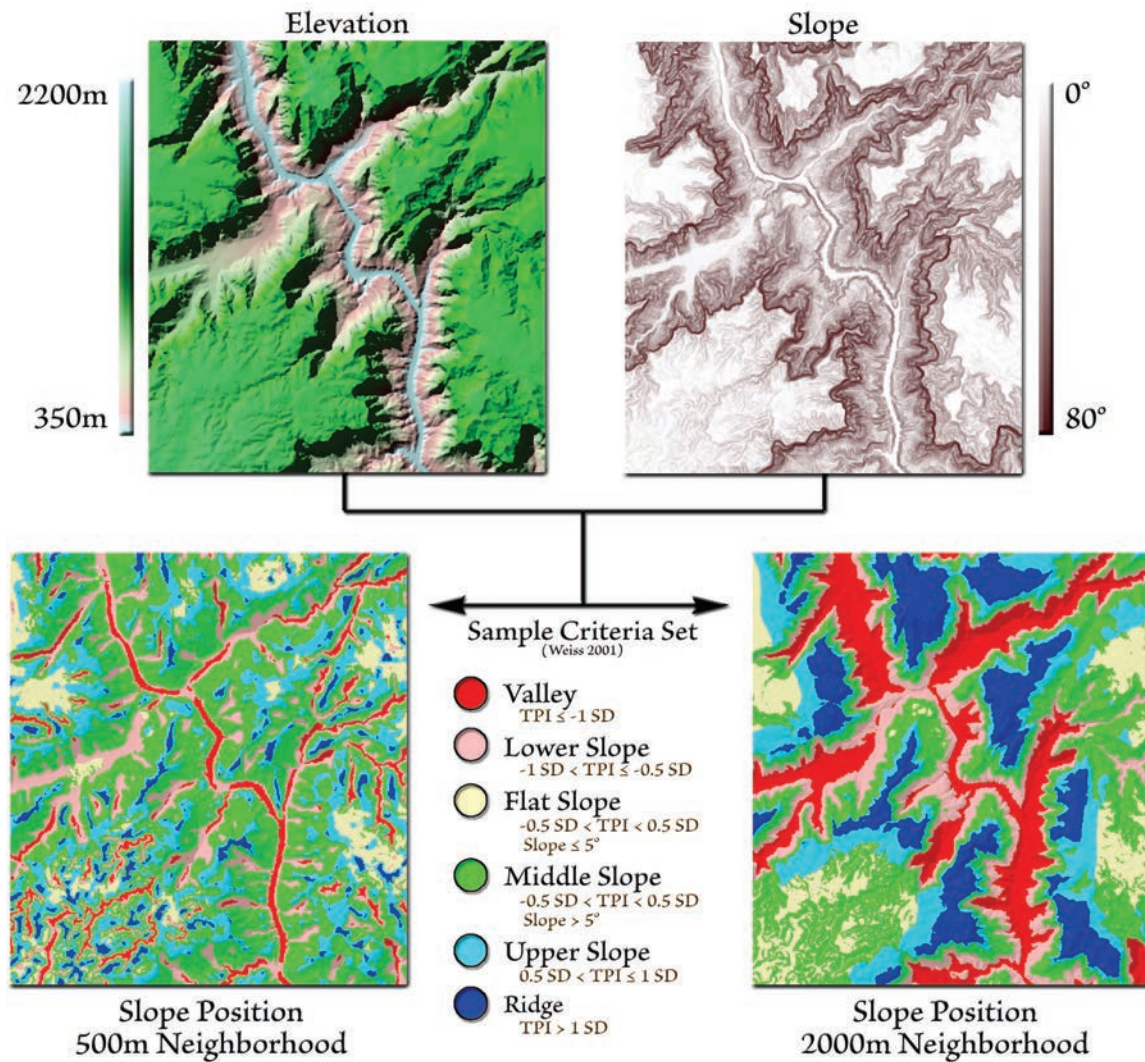 Elevation
Slope
2200m
350m
0°
80°
Sample Criteria Set
(Weiss 2001)
Valley
TPI ≤ -1 SD
Lower Slope
-1 SD < TPI ≤ -0.5 SD
Flat Slope
-0.5 SD < TPI < 0.5 SD
Slope ≤ 5°
Middle Slope
-0.5 SD < TPI < 0.5 SD
Slope > 5°
Upper Slope
0.5 SD < TPI ≤ 1 SD
Ridge
TPI > 1 SD
Slope Position
500m Neighborhood
Slope Position
2000m Neighborhood